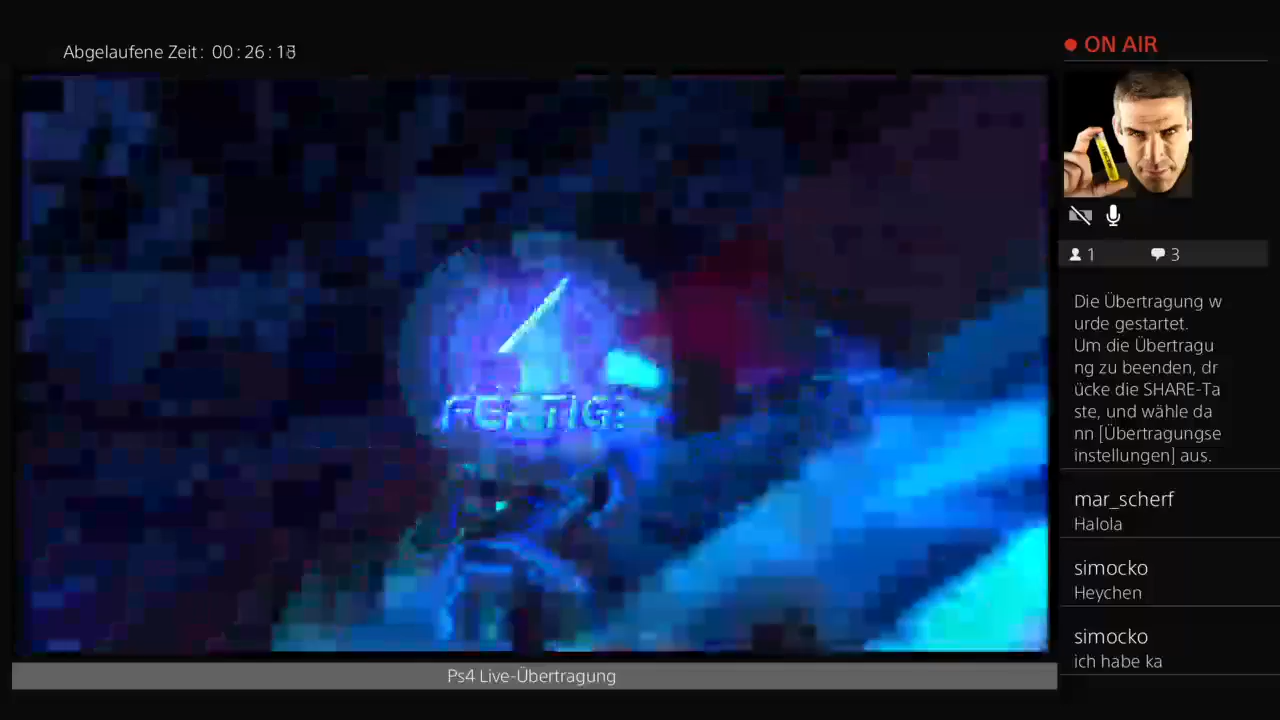 Abgelaufene Zeit: 00:26:13
ON AIR
1
3
Die Übertragung w
urde gestartet.
Um die Übertragu
ng zu beenden, dr
ücke die SHARE-Ta
ste, und wähle da
nn [Übertragungse
instellungen] aus.
mar_scherf
Halola
simocko
Heychen
simocko
ich habe ka
FERTIG!
Ps4 Live-Übertragung